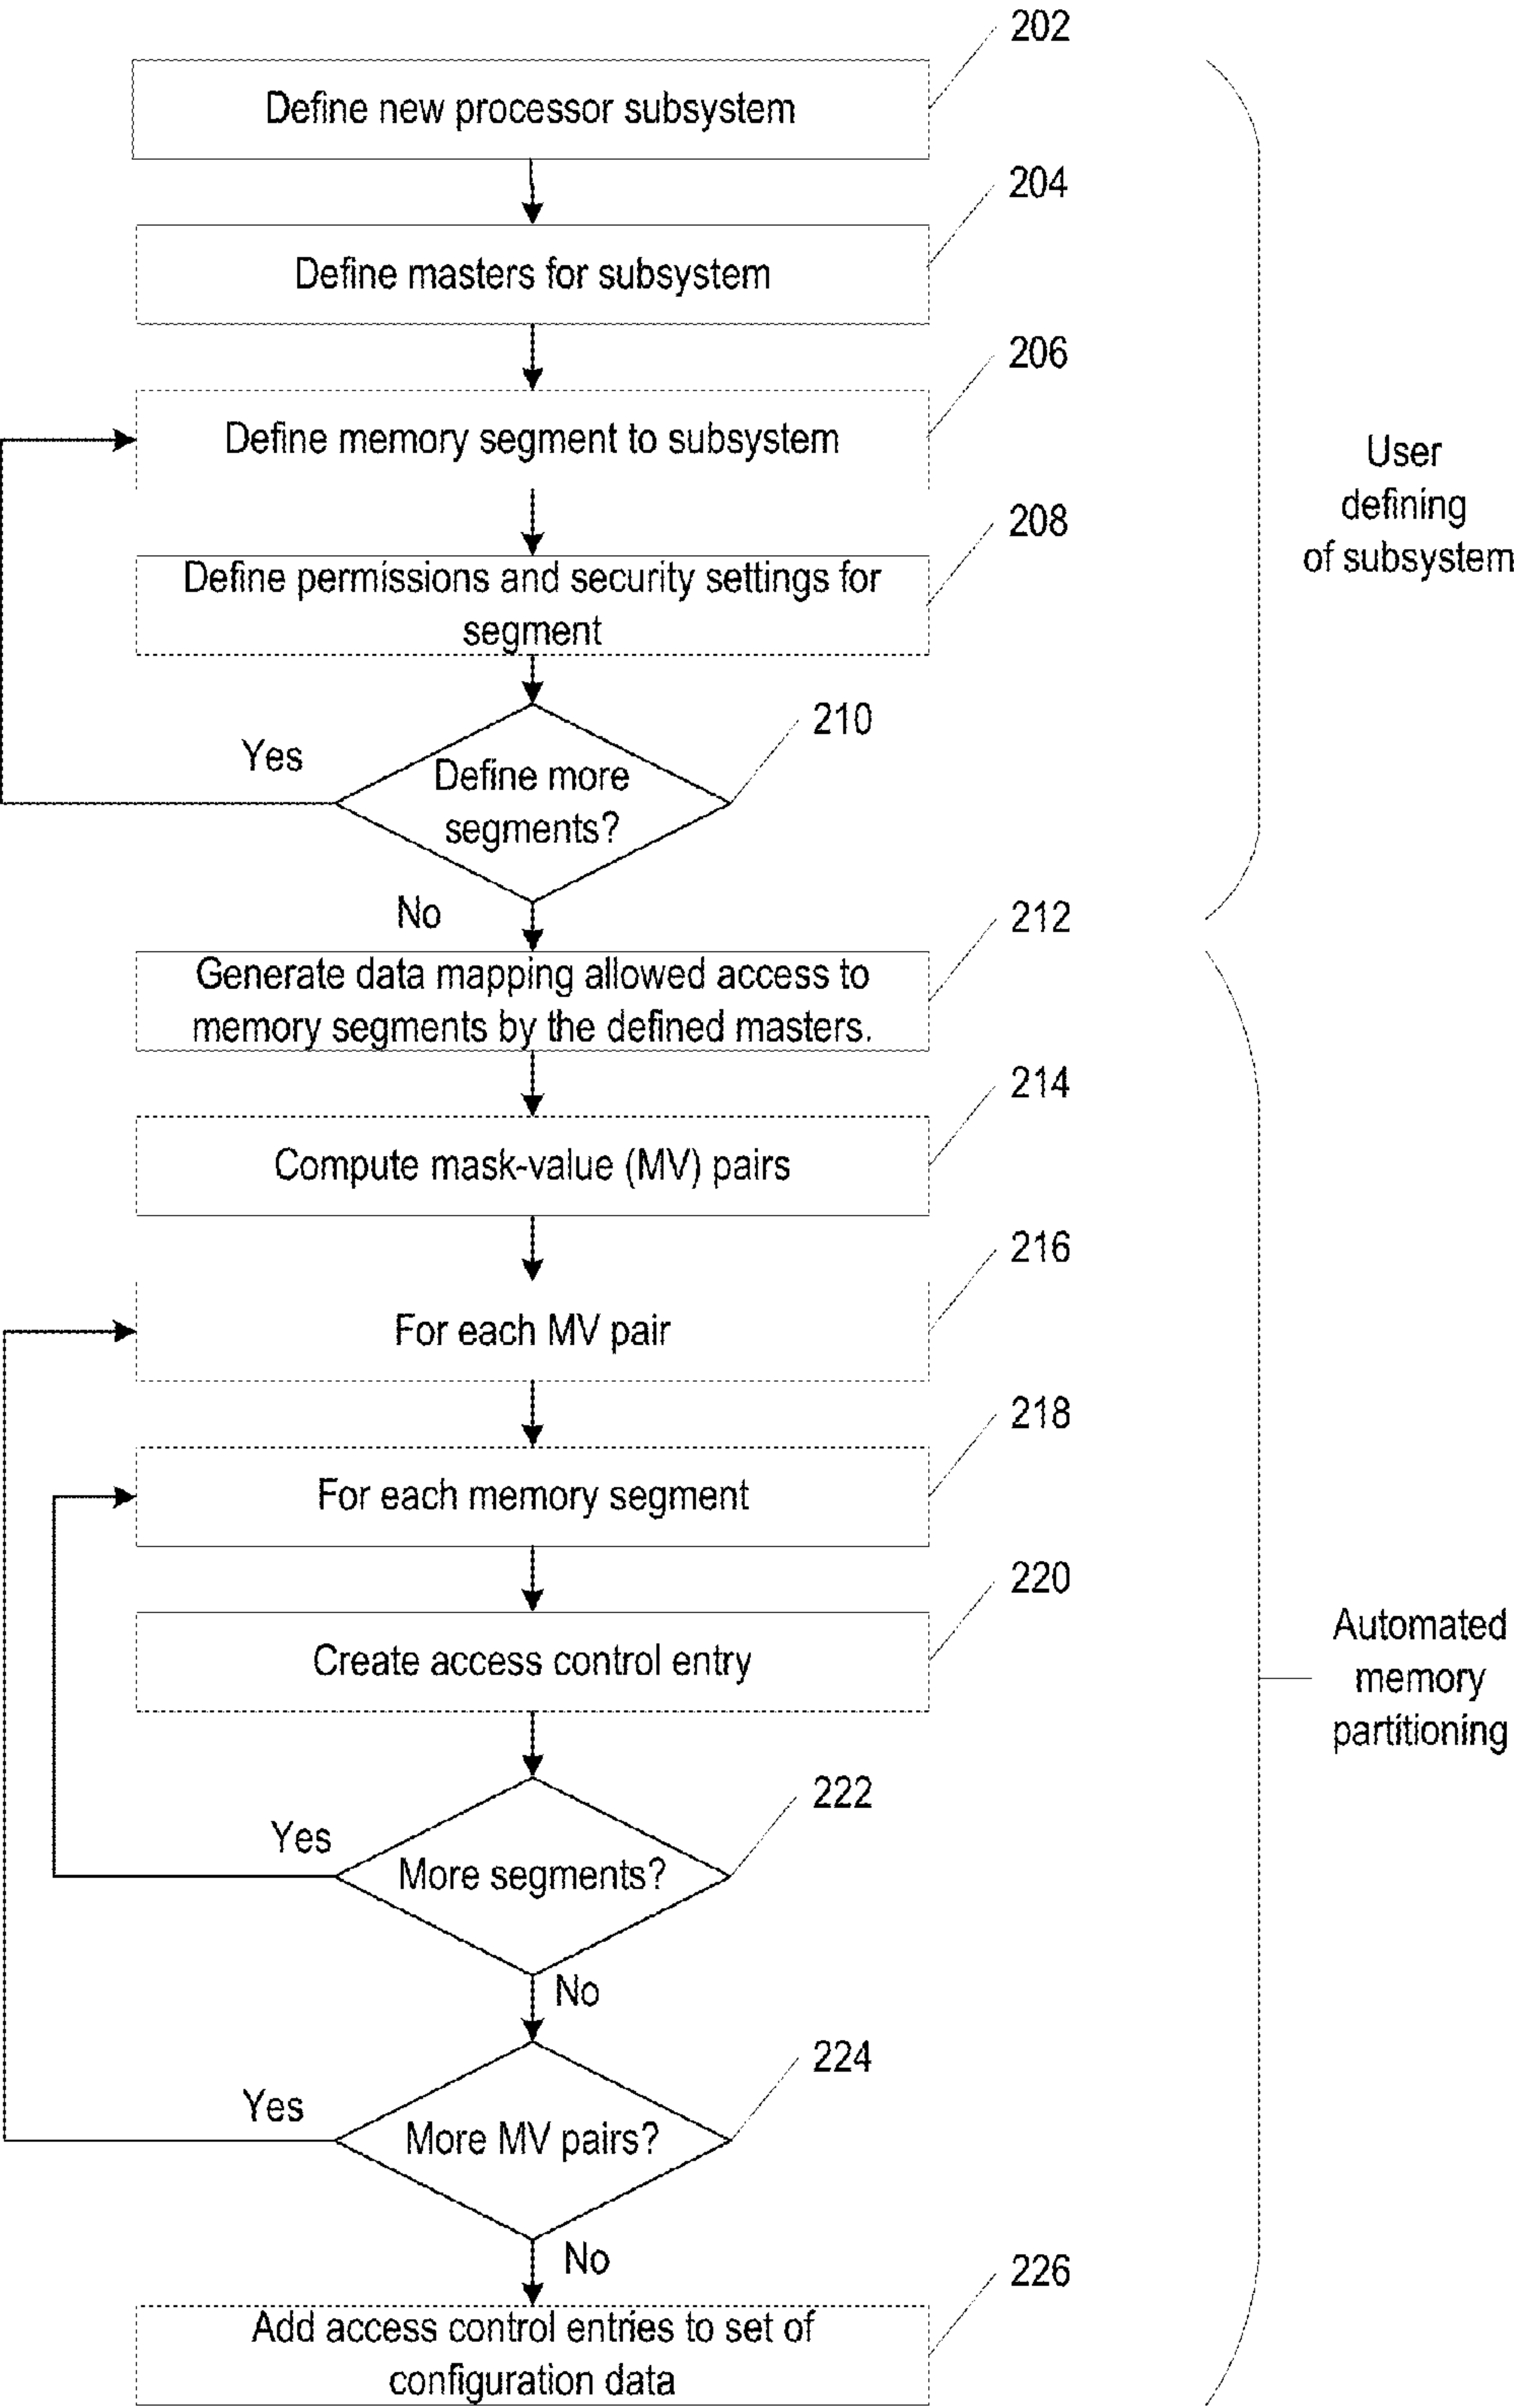 202
Define new processor subsystem
204
Define masters for subsystem
206
Define memory segment to subsystem
User
defining
of subsystem
208
Define permissions and security settings for
segment
210
Yes
Define more
segments?
No
212
Generate data mapping allowed access to
memory segments by the defined masters.
214
Compute mask-value (MV) pairs
216
For each MV pair
218
For each memory segment
220
Create access control entry
Automated
memory
partitioning
222
Yes
More segments?
No
224
Yes
More MV pairs?
No
226
Add access control entries to set of
configuration data